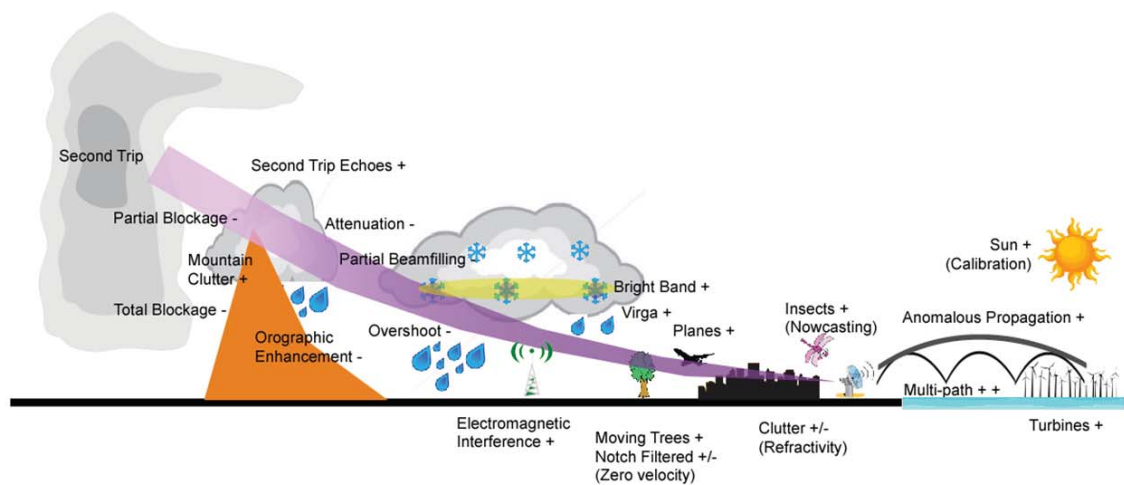 Second Trip
Second Trip Echoes +
Partial Blockage -
Attenuation -
Mountain
Clutter +
Partial Beamfilling -
Total Blockage -
Orographic
Enhancement -
Overshoot -
Bright Band +
Virga +
Planes +
Insects +
(Nowcasting)
Sun +
(Calibration)
Anomalous Propagation +
Multi-path + +
Turbines +
Electromagnetic
Interference +
Moving Trees +
Notch Filtered +/-
(Zero velocity)
Clutter +/-
(Refractivity)